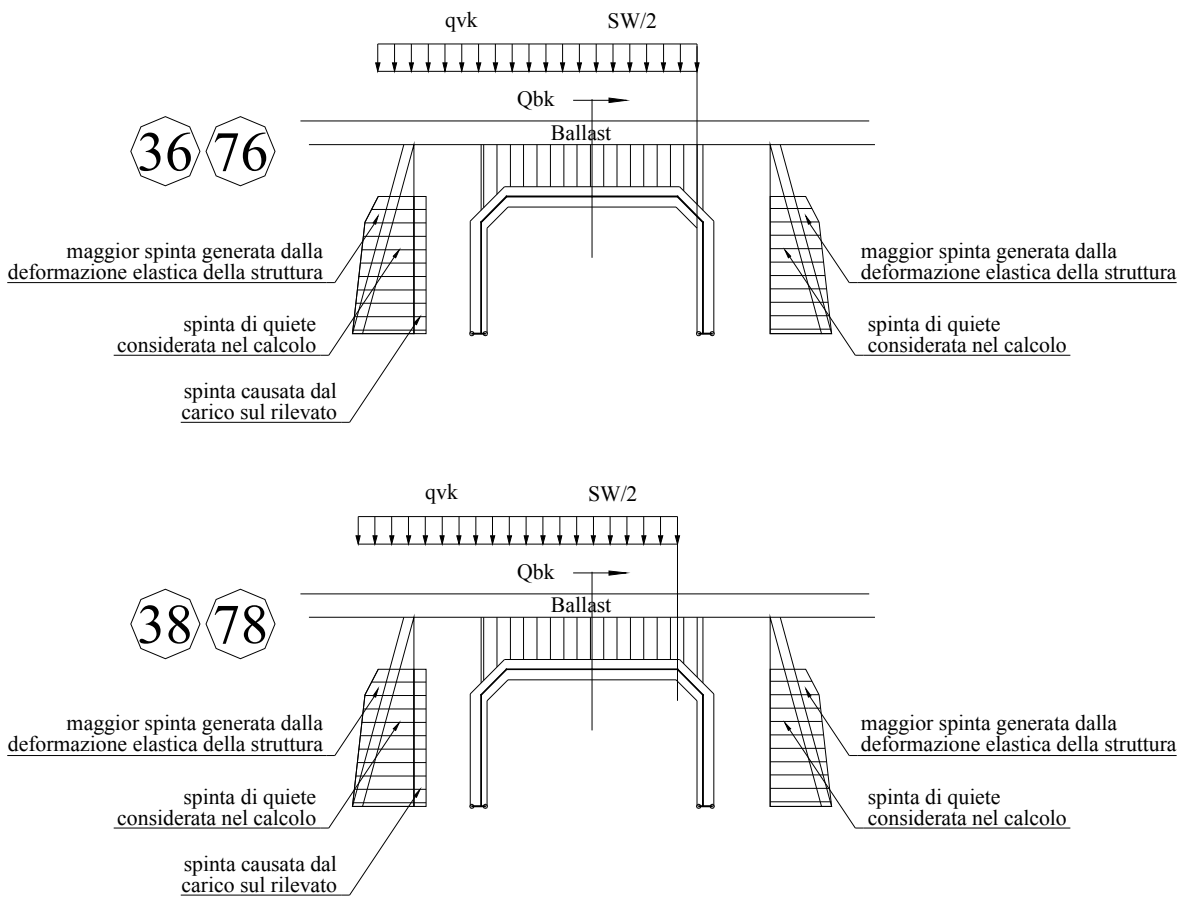 qvk SW/2
Qbk
Ballast
36 76
maggior spinta generata dalla
deformazione elastica della struttura
spinta di quiete
considerata nel calcolo
spinta causata dal
carico sul rilevato
maggior spinta generata dalla
deformazione elastica della struttura
spinta di quiete
considerata nel calcolo
qvk SW/2
Qbk
Ballast
38 78
maggior spinta generata dalla
deformazione elastica della struttura
spinta di quiete
considerata nel calcolo
spinta causata dal
carico sul rilevato
maggior spinta generata dalla
deformazione elastica della struttura
spinta di quiete
considerata nel calcolo